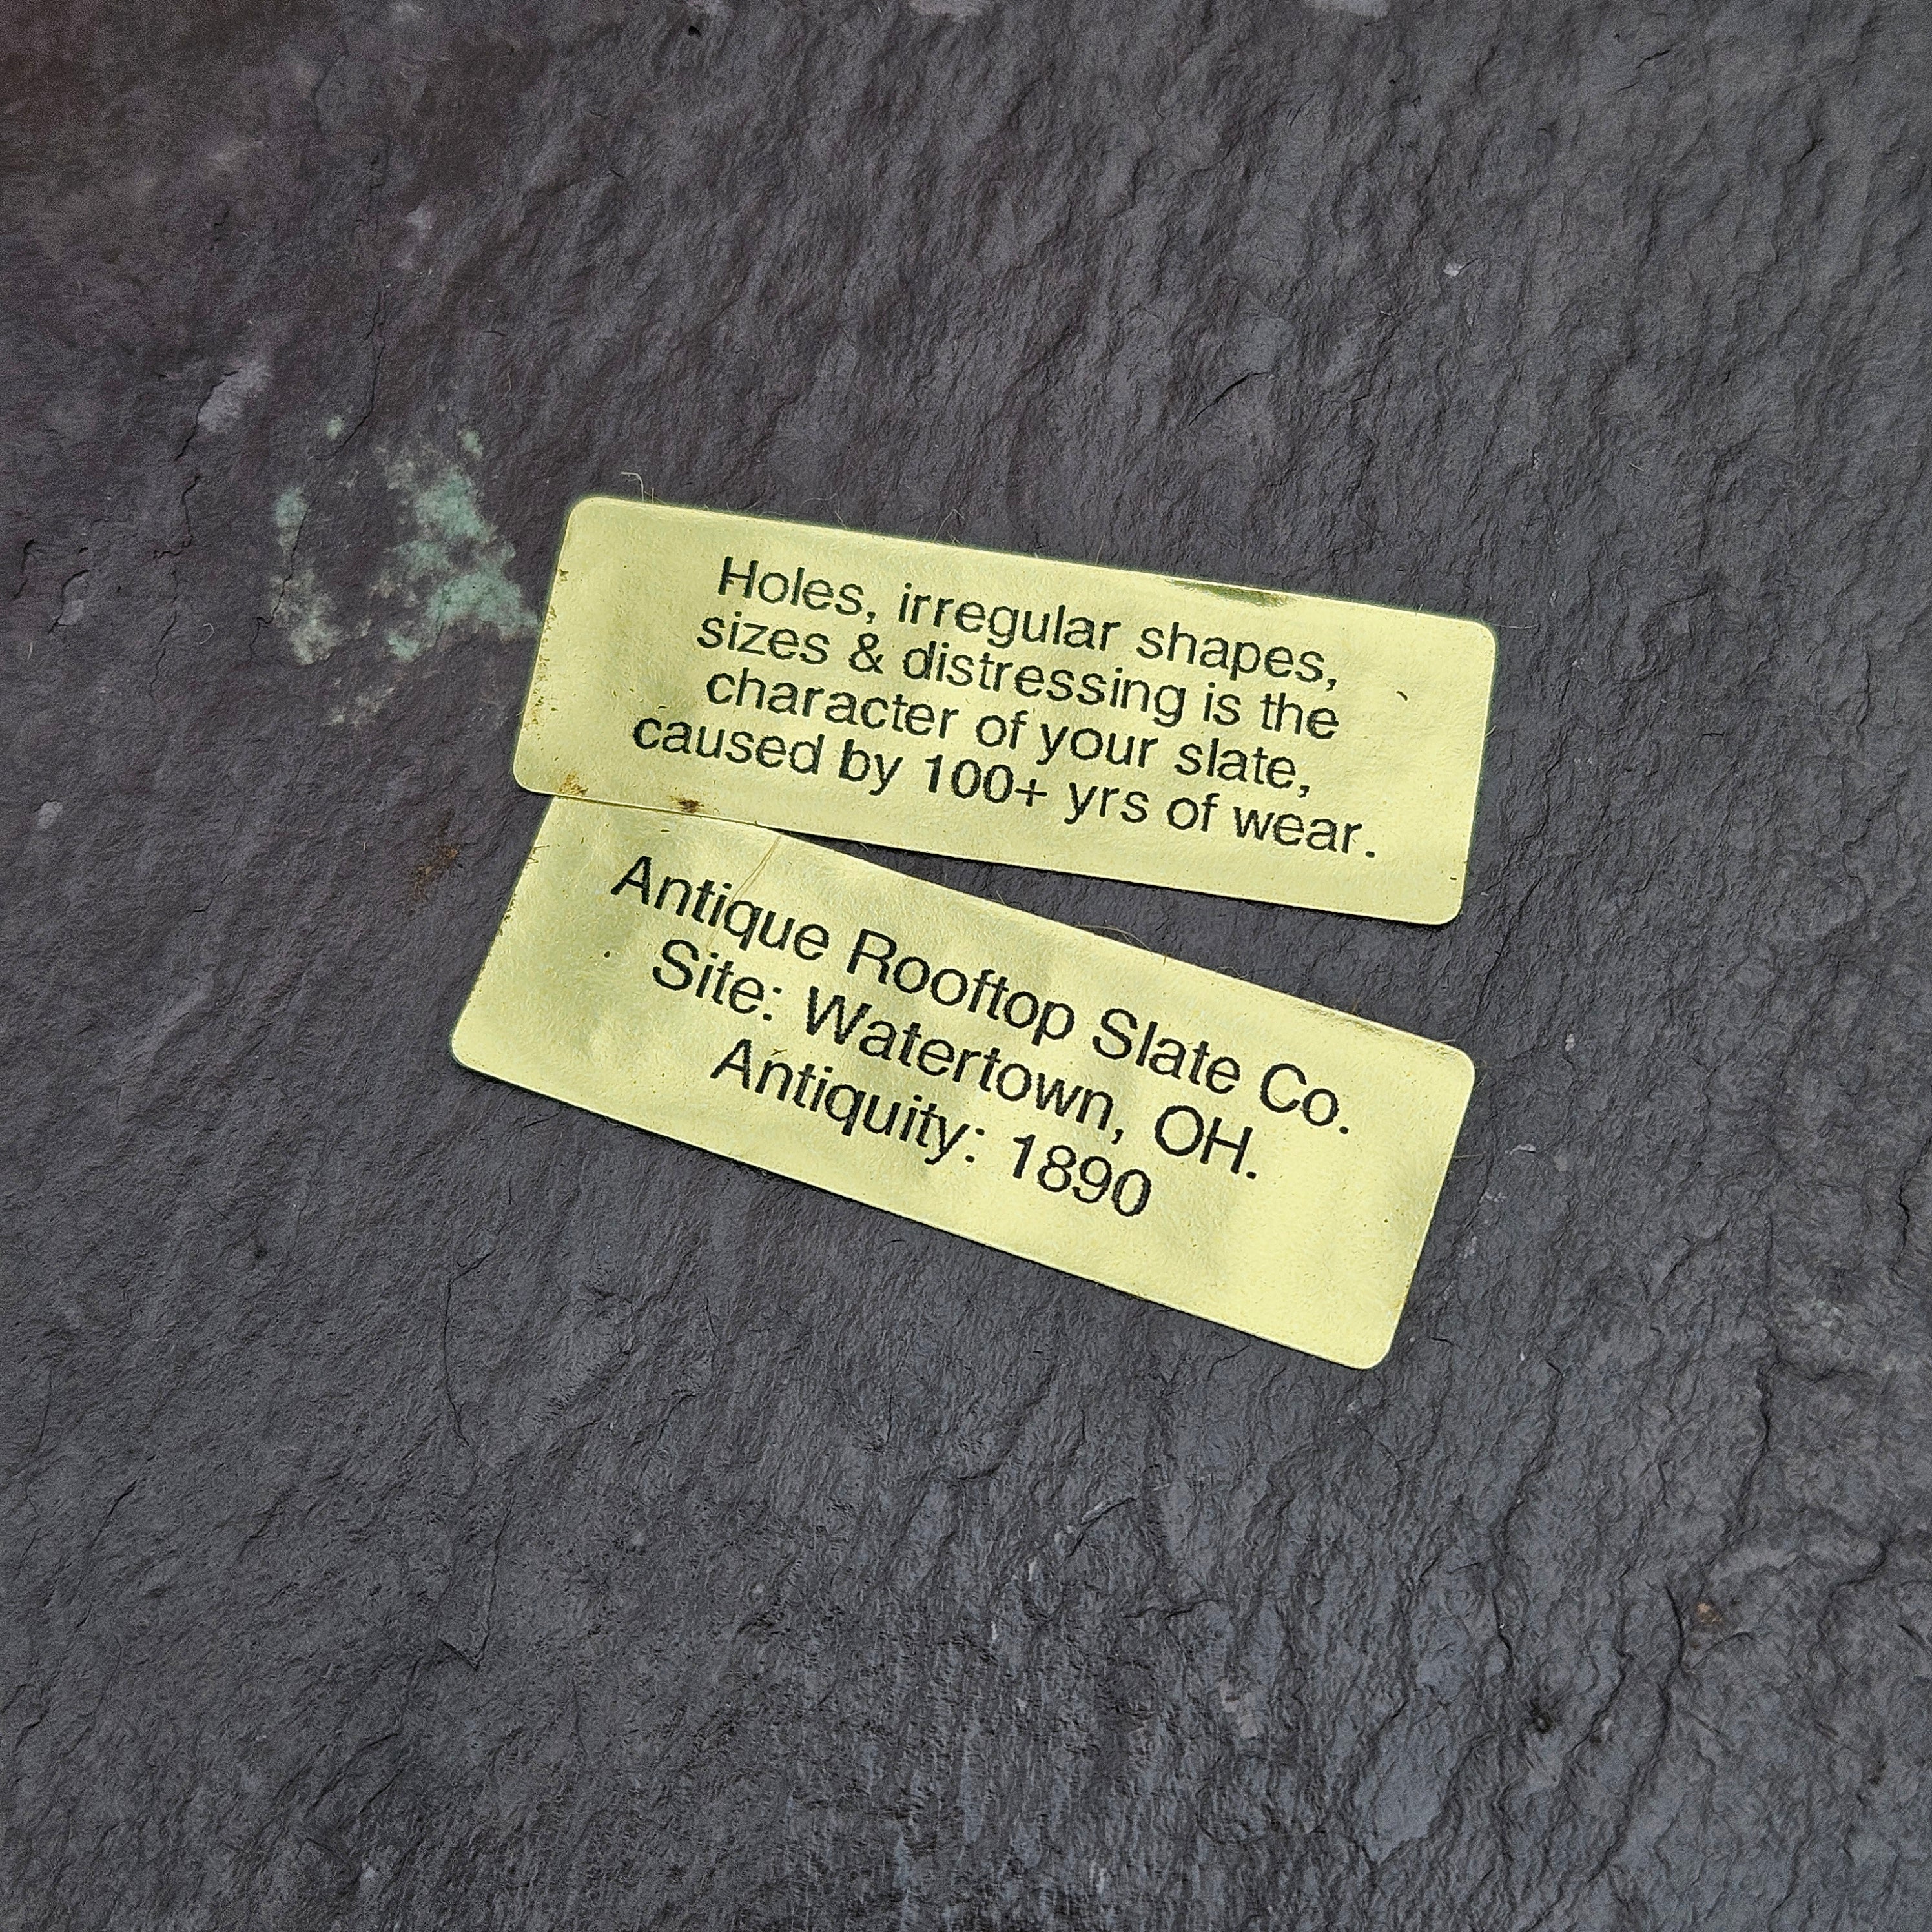 Holes, irregular shapes,
sizes & distressing is the
character of your slate,
caused by 100+ yrs of wear.
Antique Rooftop Slate Co.
Site: Watertown, OH.
Antiquity: 1890